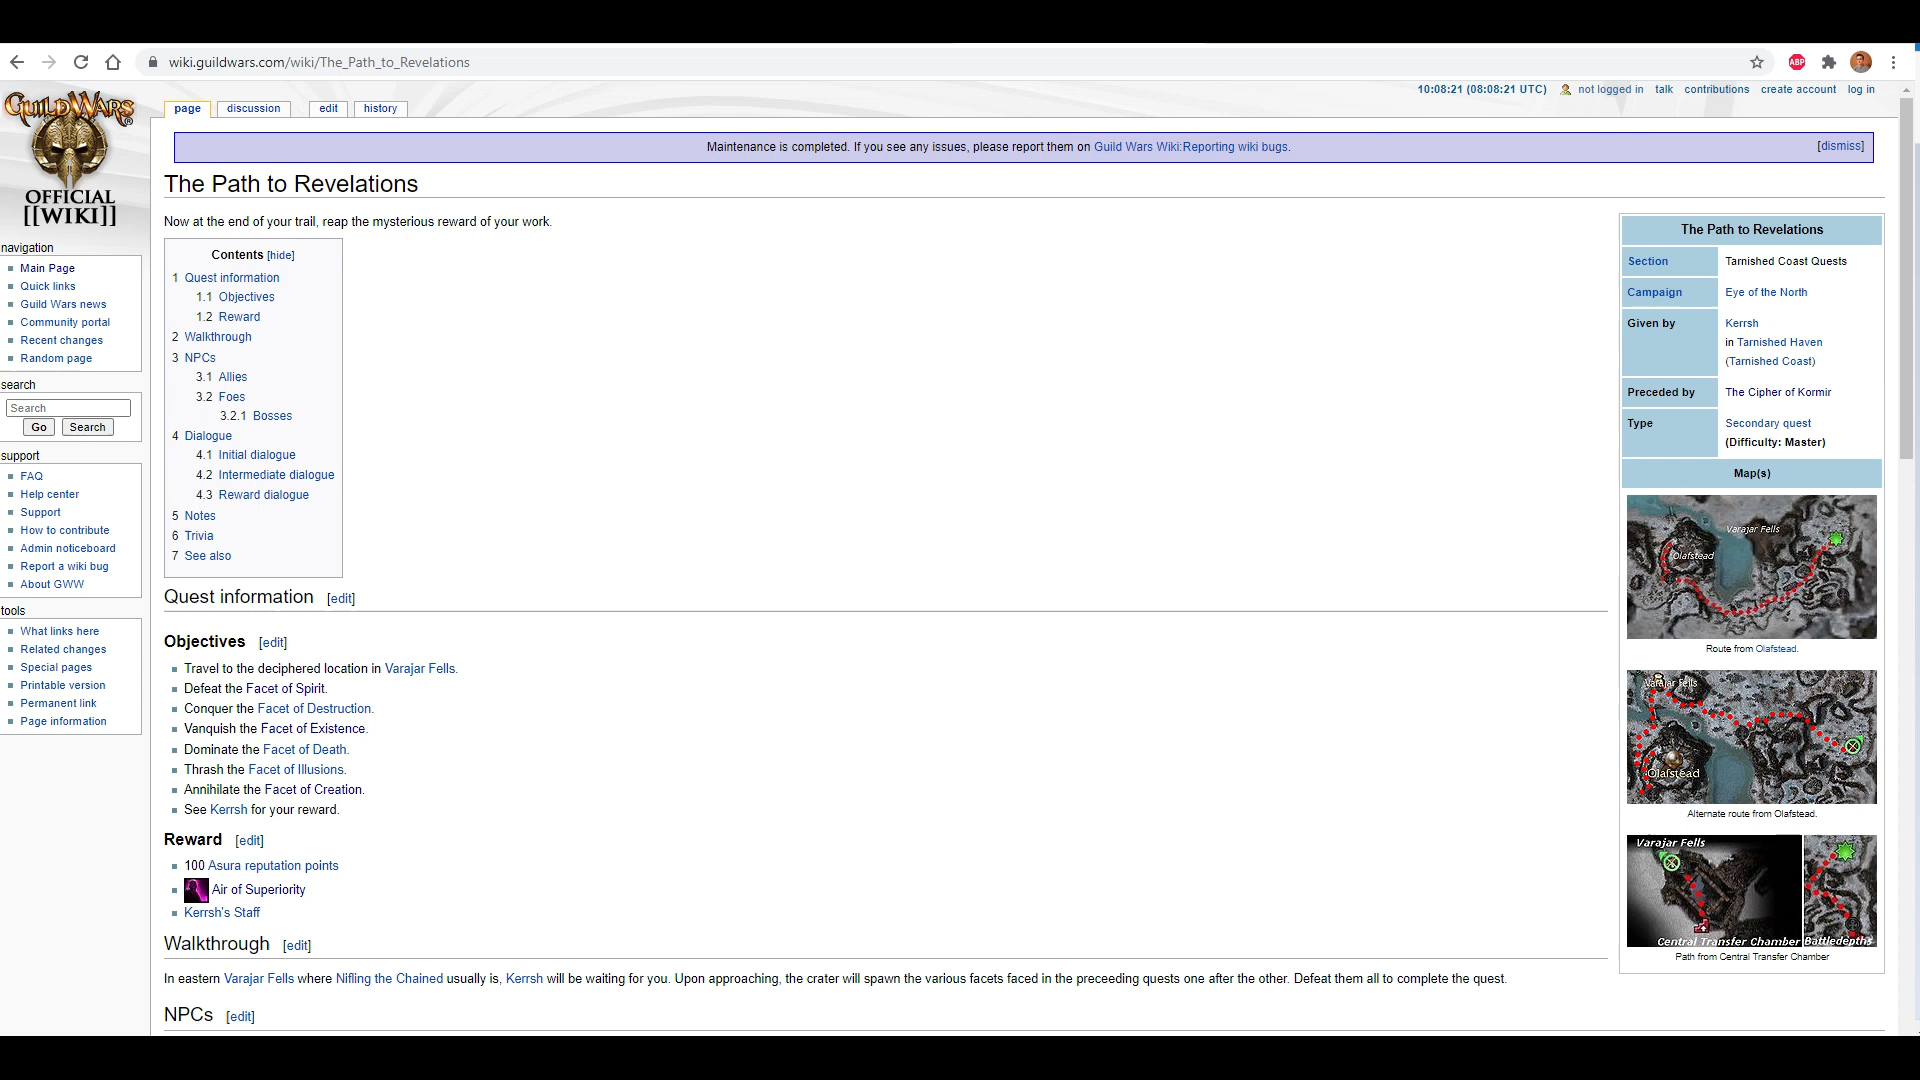 wiki.guildwars.com/wiki/The_Path_to_Revelations
ABP
10:08:21 (08:08:21 UTC) not logged in talk contributions create account log in
GUILDWARS
OFFICIAL
[[WIKI]]
page discussion edit history
Maintenance is completed. If you see any issues, please report them on Guild Wars Wiki:Reporting wiki bugs. [dismiss]
The Path to Revelations
Now at the end of your trail, reap the mysterious reward of your work.
navigation
Main Page
Quick links
Guild Wars news
Community portal
Recent changes
Random page
search
Search
Go Search
support
FAQ
Help center
Support
How to contribute
Admin noticeboard
Report a wiki bug
About GWW
tools
What links here
Related changes
Special pages
Printable version
Permanent link
Page information
Contents [hide]
1 Quest information
1.1 Objectives
1.2 Reward
2 Walkthrough
3 NPCs
3.1 Allies
3.2 Foes
3.2.1 Bosses
4 Dialogue
4.1 Initial dialogue
4.2 Intermediate dialogue
4.3 Reward dialogue
5 Notes
6 Trivia
7 See also
Quest information [edit]
Objectives [edit]
Travel to the deciphered location in Varajar Fells.
Defeat the Facet of Spirit.
Conquer the Facet of Destruction.
Vanquish the Facet of Existence.
Dominate the Facet of Death.
Thrash the Facet of Illusions.
Annihilate the Facet of Creation.
See Kerrsh for your reward.
Reward [edit]
100 Asura reputation points
Air of Superiority
Kerrsh's Staff
Walkthrough [edit]
In eastern Varajar Fells where Nifling the Chained usually is, Kerrsh will be waiting for you. Upon approaching, the crater will spawn the various facets faced in the preceeding quests one after the other. Defeat them all to complete the quest.
NPCs [edit]
The Path to Revelations
Section Tarnished Coast Quests
Campaign Eye of the North
Given by Kerrsh
in Tarnished Haven
(Tarnished Coast)
Preceded by The Cipher of Kormir
Type Secondary quest
(Difficulty: Master)
Map(s)
Varajar Fells
Olafstead
Route from Olafstead.
Varajar Fells
Olafstead
Alternate route from Olafstead.
Varajar Fells
Central Transfer Chamber Battledepths
Path from Central Transfer Chamber